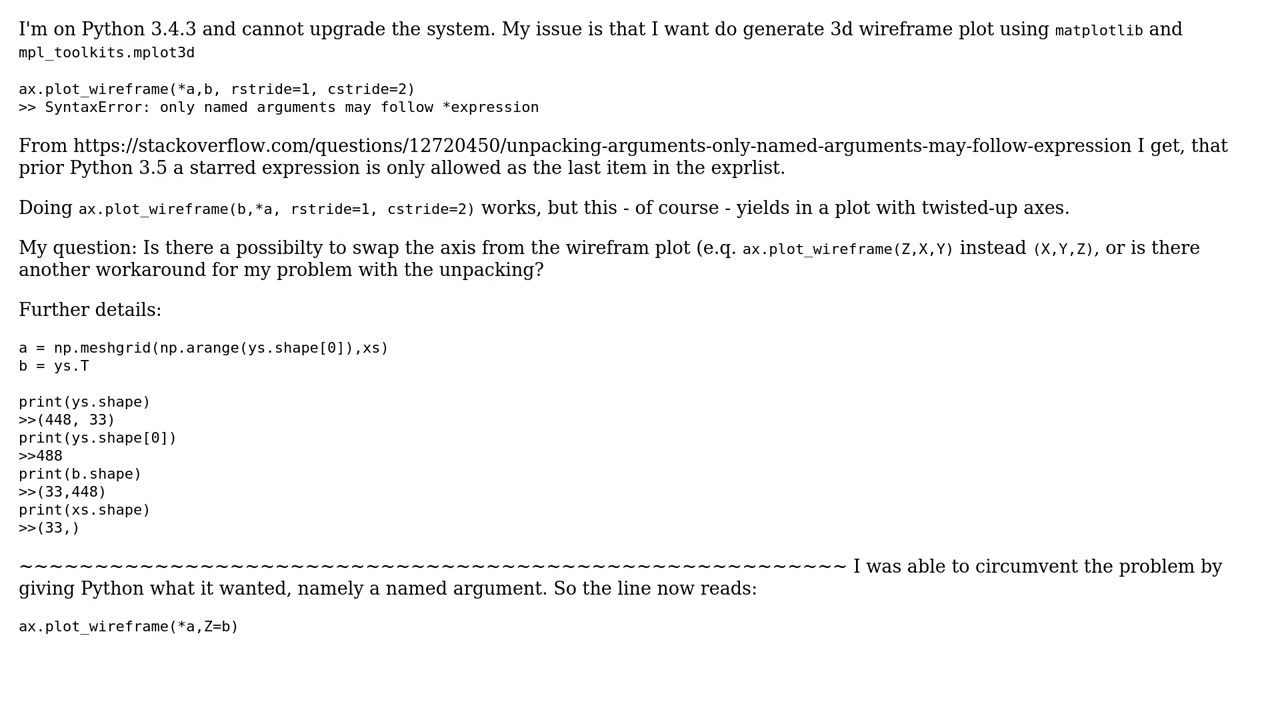 I'm on Python 3.4.3 and cannot upgrade the system. My issue is that I want do generate 3d wireframe plot using matplotlib and
mpl_toolkits.mplot3d
ax.plot_wireframe(*a,b, rstride=1, cstride=2)
>> SyntaxError: only named arguments may follow *expression
From https://stackoverflow.com/questions/12720450/unpacking-arguments-only-named-arguments-may-follow-expression I get, that
prior Python 3.5 a starred expression is only allowed as the last item in the exprlist.
Doing ax.plot_wireframe(b,*a, rstride=1, cstride=2) works, but this - of course - yields in a plot with twisted-up axes.
My question: Is there a possibilty to swap the axis from the wirefram plot (e.q. ax.plot_wireframe(Z,X,Y) instead (X,Y,Z), or is there
another workaround for my problem with the unpacking?
Further details:
a = np.meshgrid(np.arange(ys.shape[0]),xs)
b = ys.T
print(ys.shape)
>>(448, 33)
print(ys.shape[0])
>>488
print(b.shape)
>>(33,448)
print(xs.shape)
>>(33,)
~~~~~~~~~~~~~~~~~~~~~~~~~~~~~~~~~~~~~~~~~~~~~~~~~~~~~~~ I was able to circumvent the problem by
giving Python what it wanted, namely a named argument. So the line now reads:
ax.plot_wireframe(*a,Z=b)